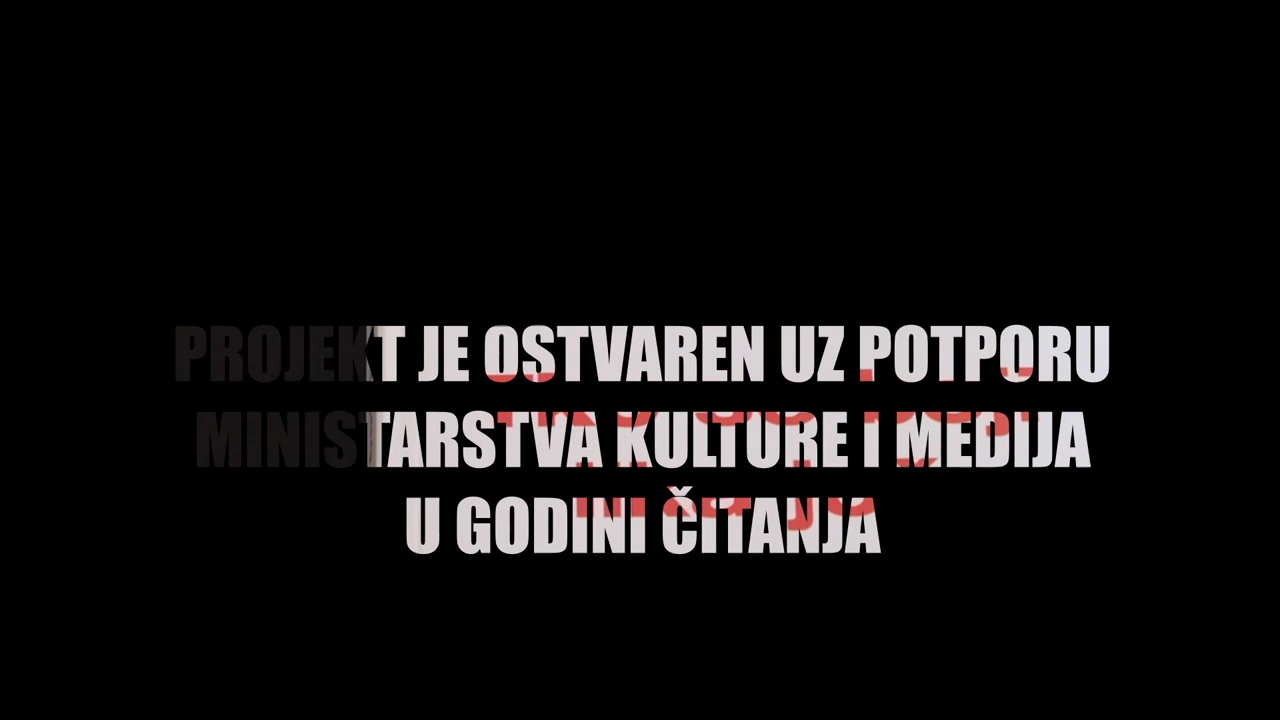 PROJEKT JE OSTVAREN UZ POTPORU
MINISTARSTVA KULTURE I MEDIJA
U GODINI ČITANJA